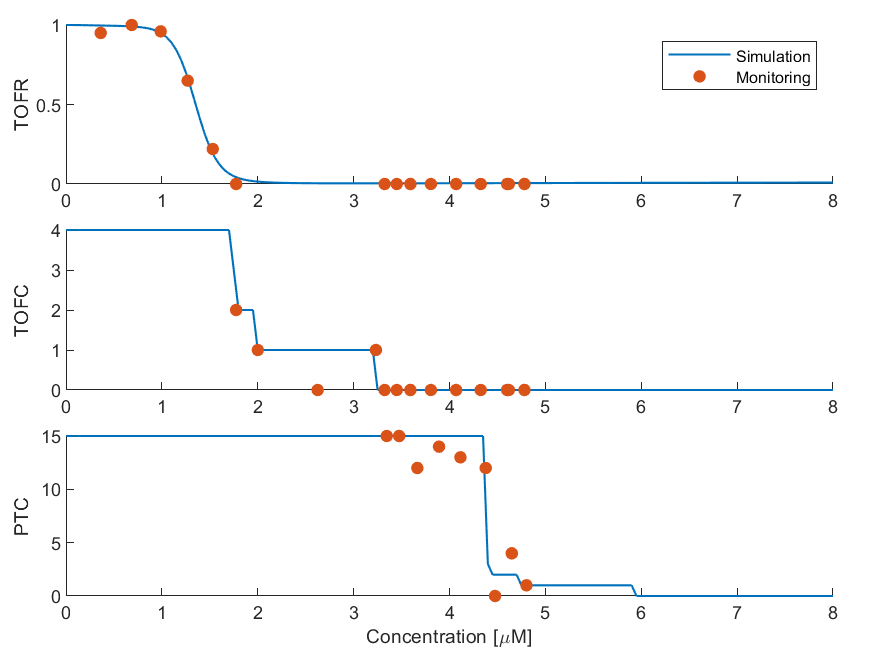 TOFR
1
0.5
0
0 1 2 3 4 5 6 7 8
Simulation
Monitoring
TOFC
4
3
2
1
0
0 1 2 3 4 5 6 7 8
PTC
15
10
5
0
0 1 2 3 4 5 6 7 8
Concentration [μM]